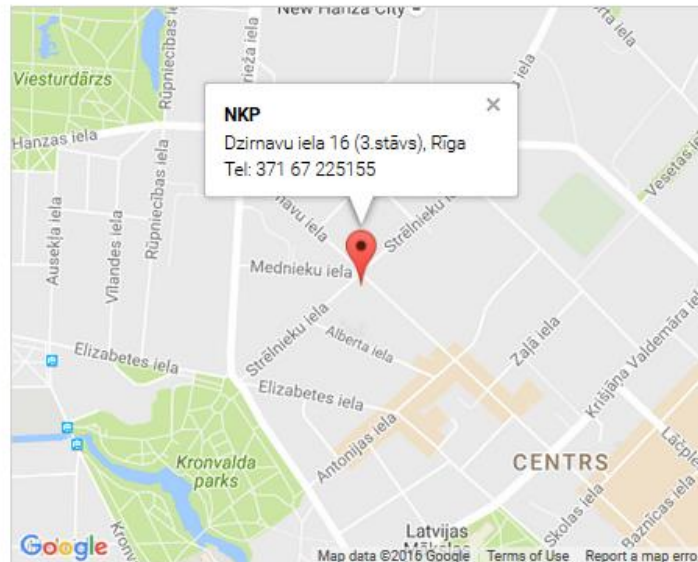 New Hanza City
Viesturdārzs
Rūpniecības iela
Hanzas iela
NKP
Dzirnavu iela 16 (3.stāvs), Rīga
Tel: 371 67 225155
Vesetas iela
Ausekļa iela
Vīlandes iela
Rūpniecības iela
Strēlnieku iela
Mednieku iela
Strēlnieku iela
Alberta iela
Zaļā iela
Krišjāņa Valdemāra iela
Elizabetes iela
Elizabetes iela
Antonijas iela
Kronvalda
parks
CENTRS
Skolas iela
Baznīcas iela
Latvijas
Google
Map data ©2016 Google
Terms of Use
Report a map erro